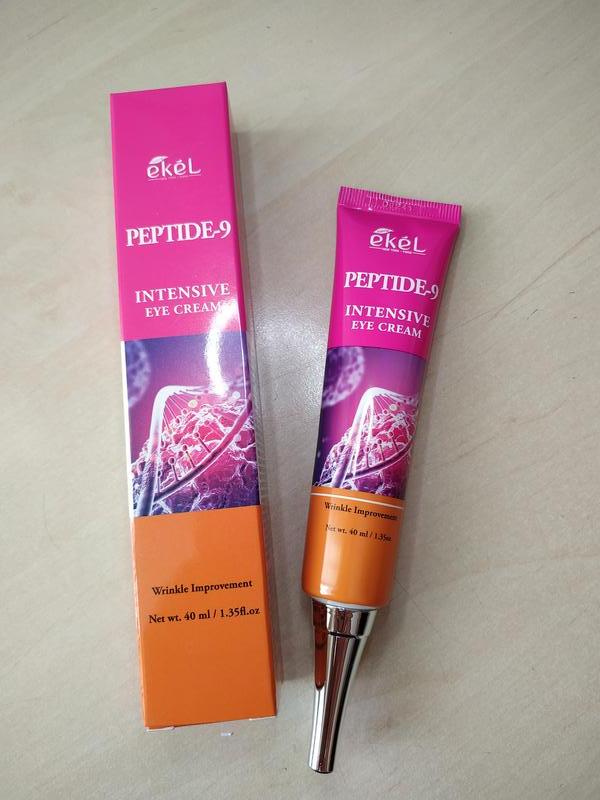 ekeL
PEPTIDE-9
INTENSIVE
EYE CREAM
Wrinkle Improvement
Net wt. 40 ml / 1.35fl.oz
ekeL
PEPTIDE-9
INTENSIVE
EYE CREAM
Wrinkle Improvement
Net wt. 40 ml / 1.35oz